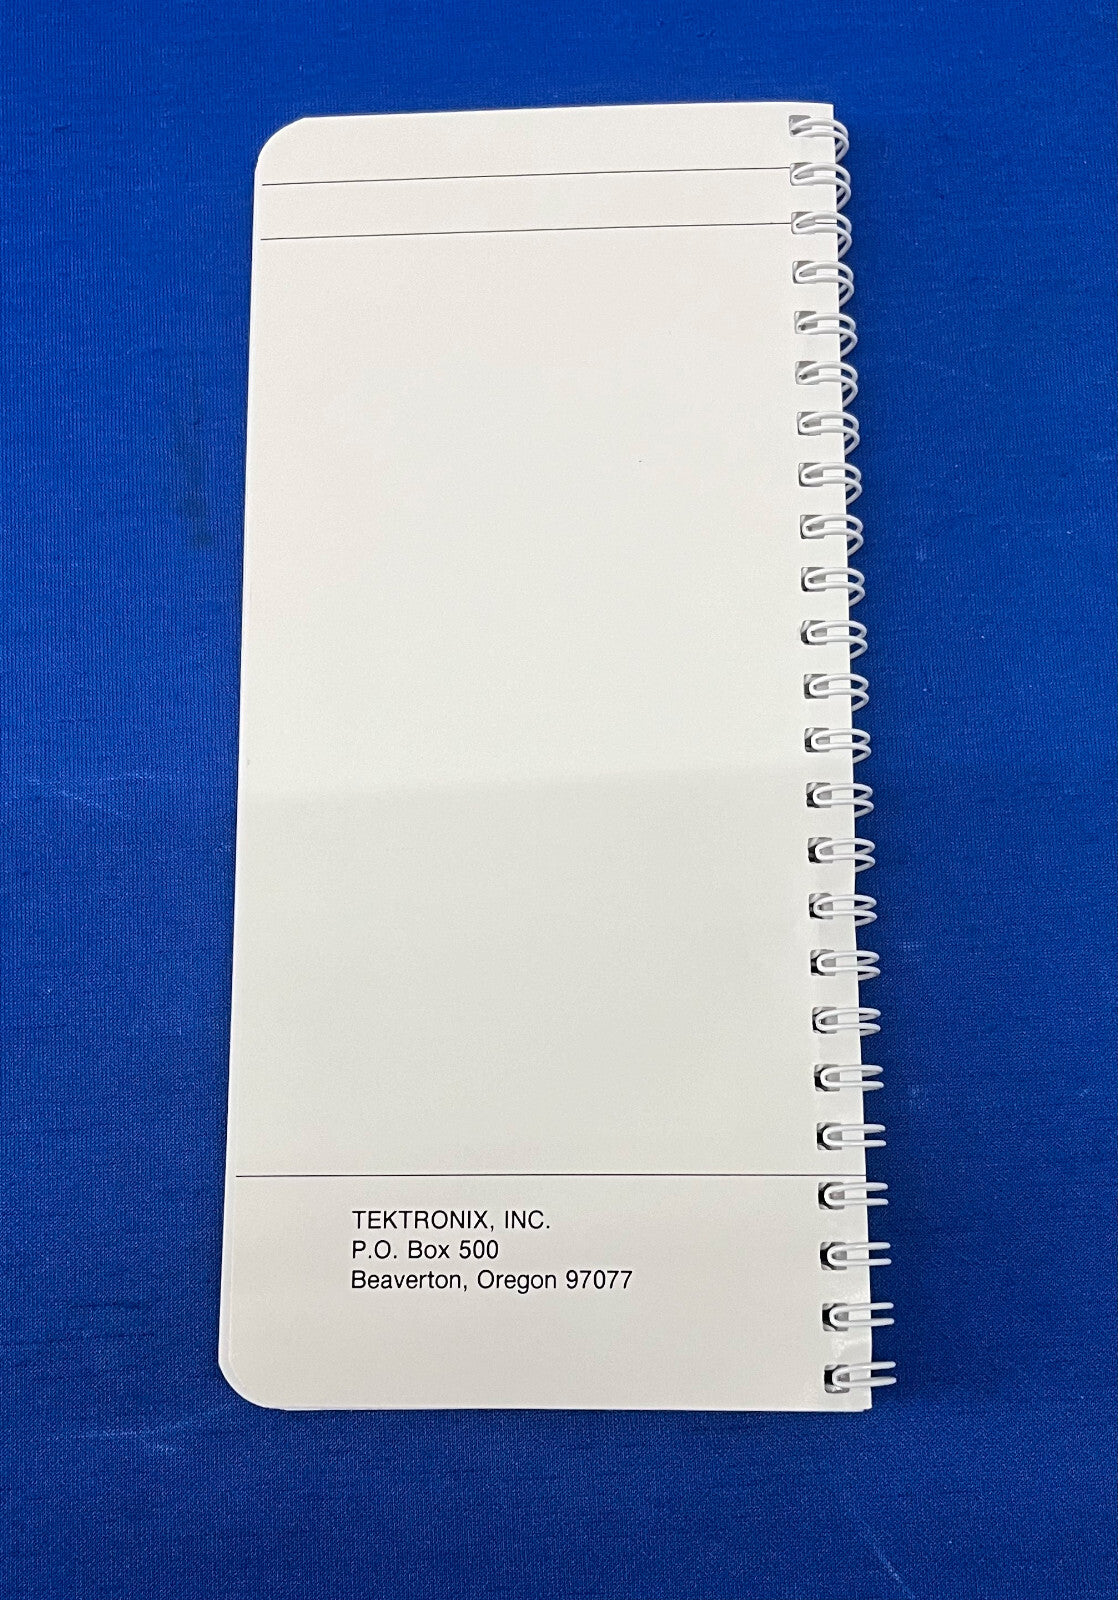 TEKTRONIX, INC.
P.O. Box 500
Beaverton, Oregon 97077